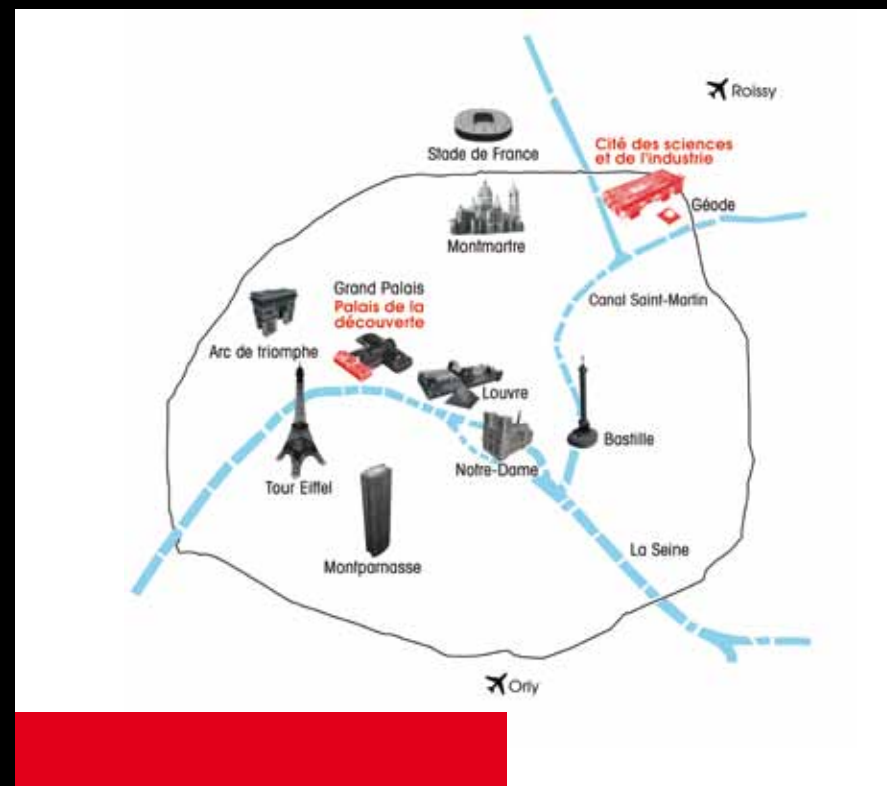 Roissy
Stade de France
Cité des sciences
et de l'industrie
Géode
Montmartre
Grand Palais
Palais de la
découverte
Canal Saint-Martin
Arc de triomphe
Louvre
Bastille
Notre-Dame
Tour Eiffel
La Seine
Montparnasse
Orly